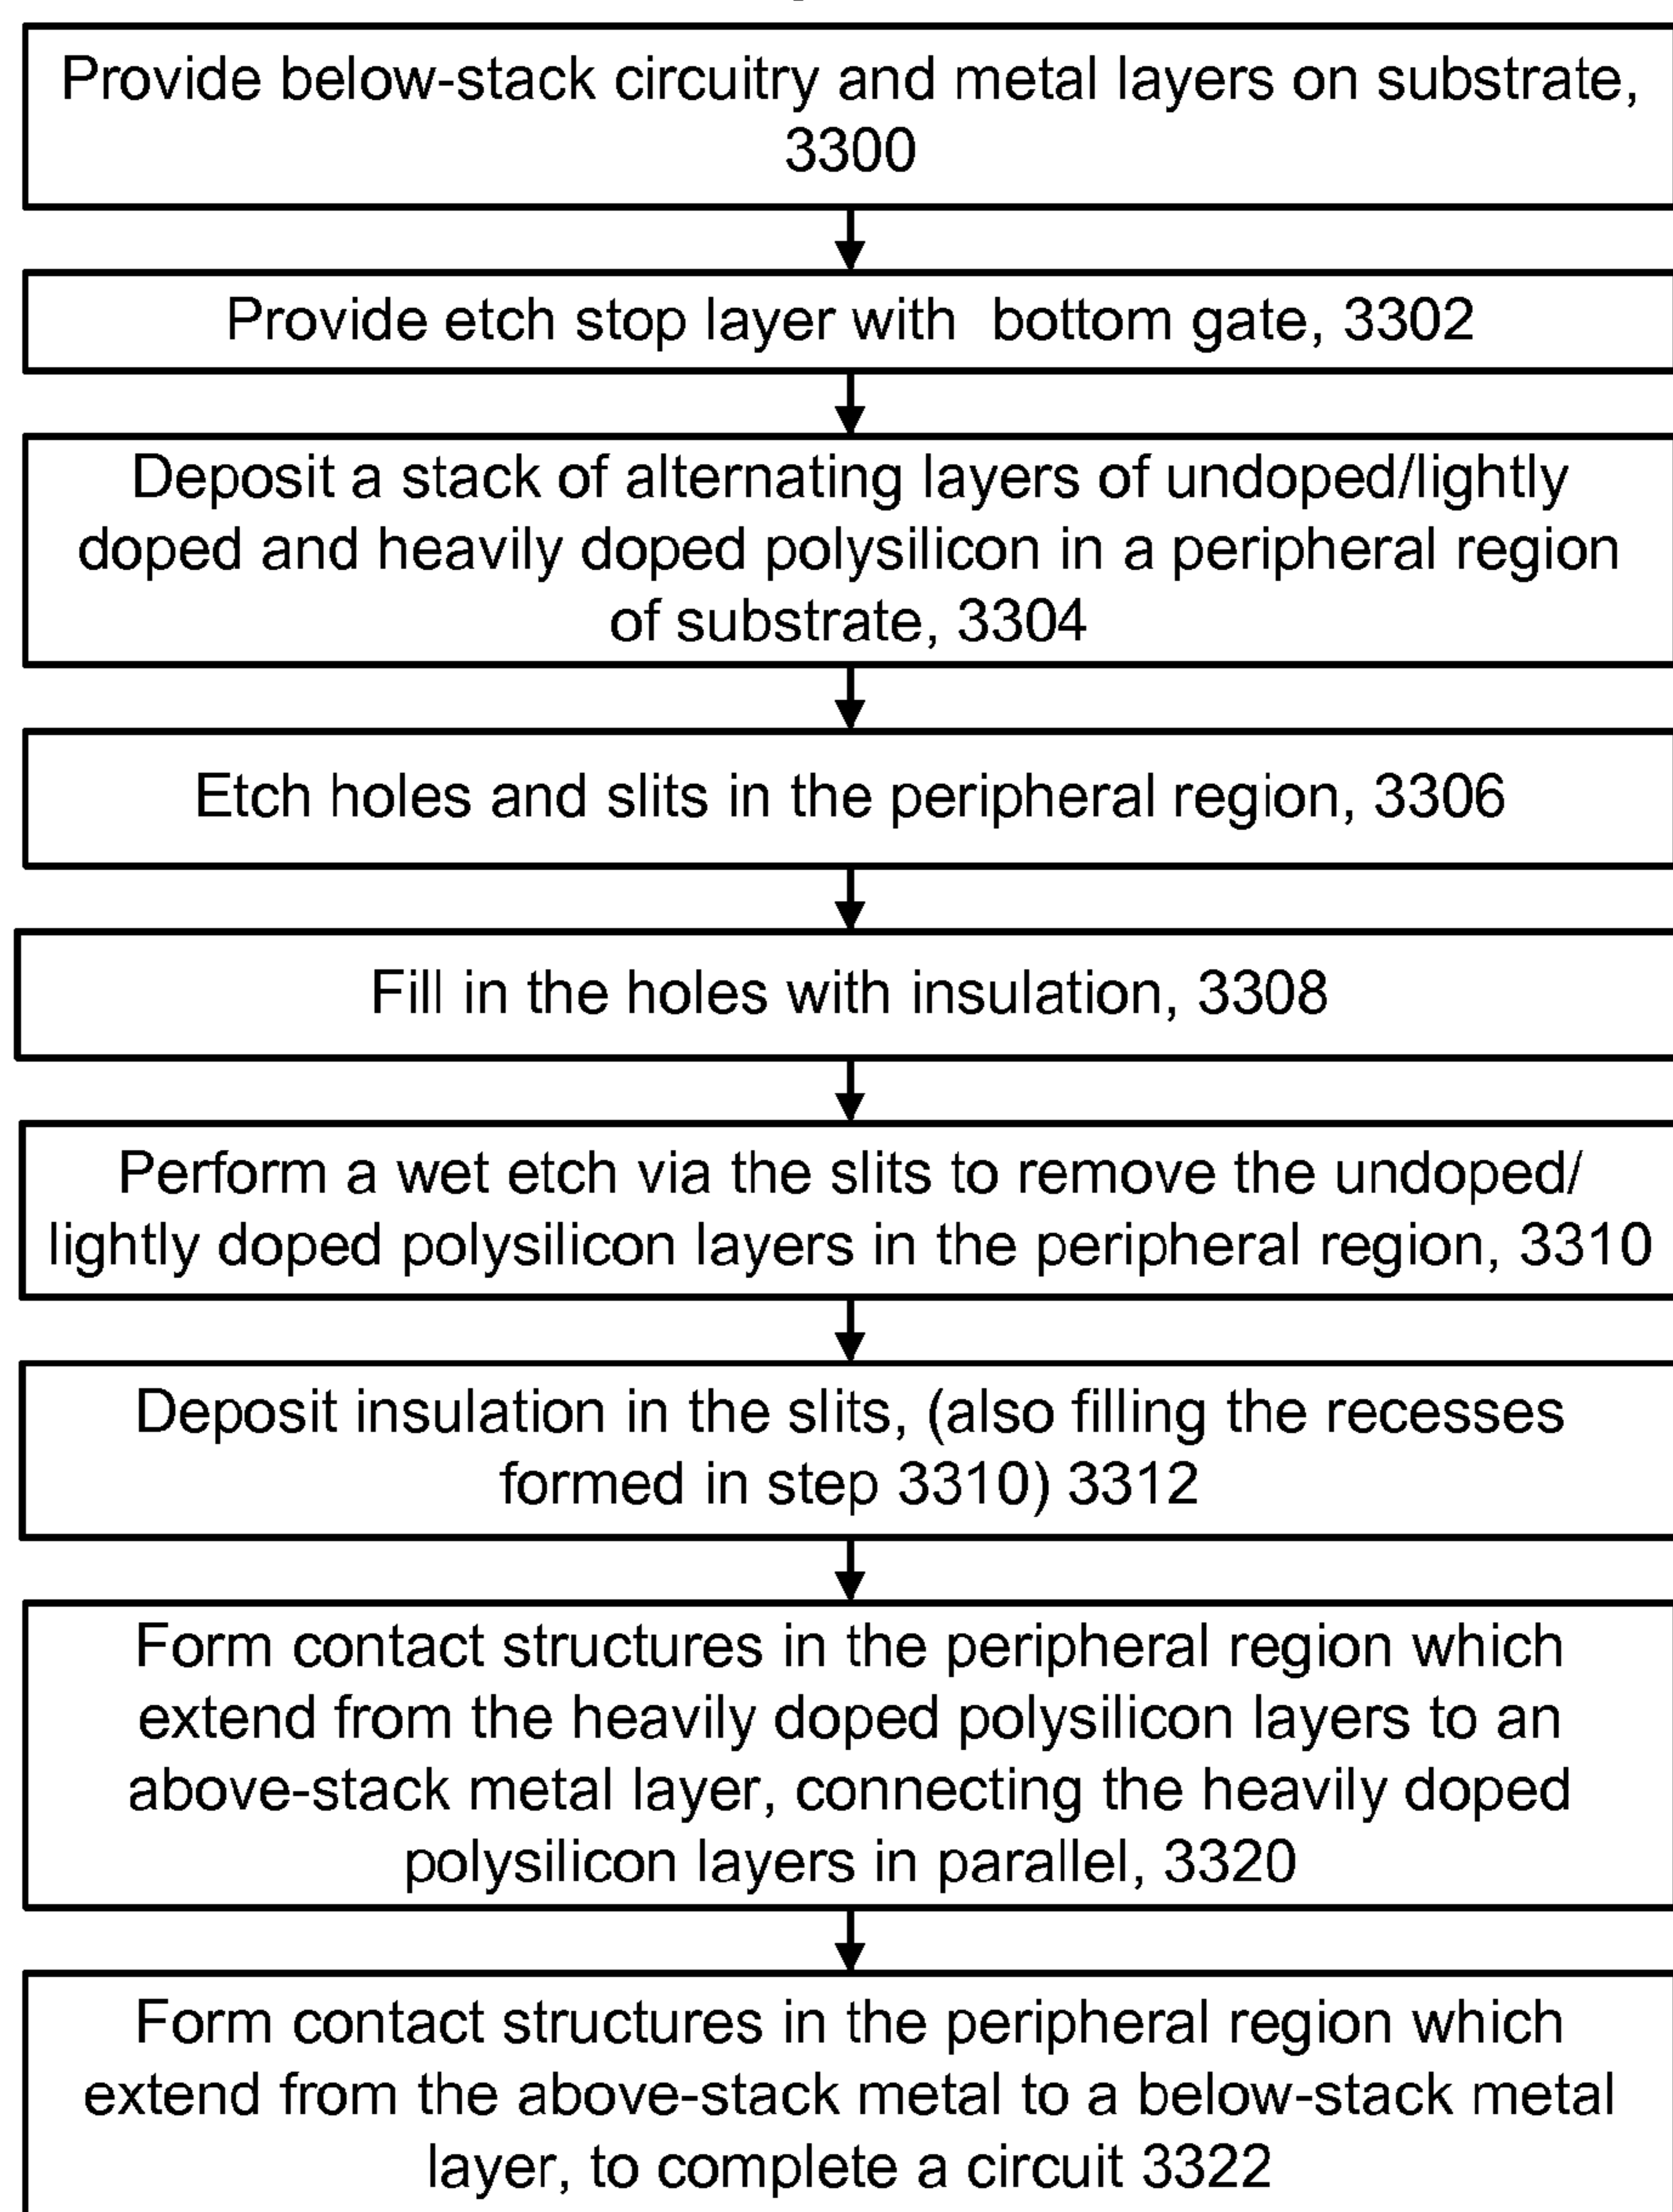 Provide below-stack circuitry and metal layers on substrate,
3300
Provide etch stop layer with bottom gate, 3302
Deposit a stack of alternating layers of undoped/lightly
doped and heavily doped polysilicon in a peripheral region
of substrate, 3304
Etch holes and slits in the peripheral region, 3306
Fill in the holes with insulation, 3308
Perform a wet etch via the slits to remove the undoped/
lightly doped polysilicon layers in the peripheral region, 3310
Deposit insulation in the slits, (also filling the recesses
formed in step 3310) 3312
Form contact structures in the peripheral region which
extend from the heavily doped polysilicon layers to an
above-stack metal layer, connecting the heavily doped
polysilicon layers in parallel, 3320
Form contact structures in the peripheral region which
extend from the above-stack metal to a below-stack metal
layer, to complete a circuit 3322